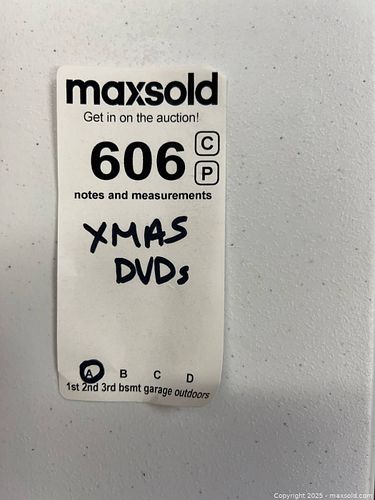 maxsold
Get in on the auction!
606 C
P
notes and measurements
XMAS
DVDs
A B C D
1st 2nd 3rd bsmt garage outdoors
Copyright 2025 - maxsold.com